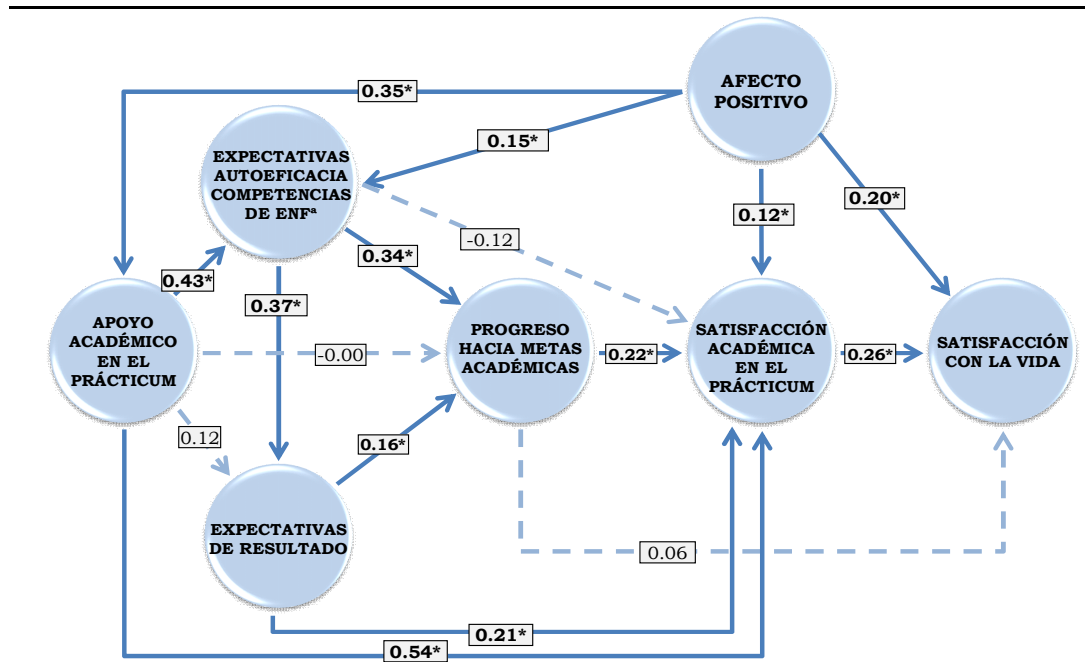 AFECTO
POSITIVO
0.35*
0.15*
EXPECTATIVAS
AUTOEFICACIA
COMPETENCIAS
DE ENFª
0.20*
0.12*
-0.12
0.34*
0.43*
0.37*
APOYO
ACADÉMICO
EN EL
PRÁCTICUM
-0.00
PROGRESO
HACIA METAS
ACADÉMICAS
0.22*
SATISFACCIÓN
ACADÉMICA
EN EL
PRÁCTICUM
0.26*
SATISFACCIÓN
CON LA VIDA
0.12
0.16*
EXPECTATIVAS
DE RESULTADO
0.06
0.21*
0.54*